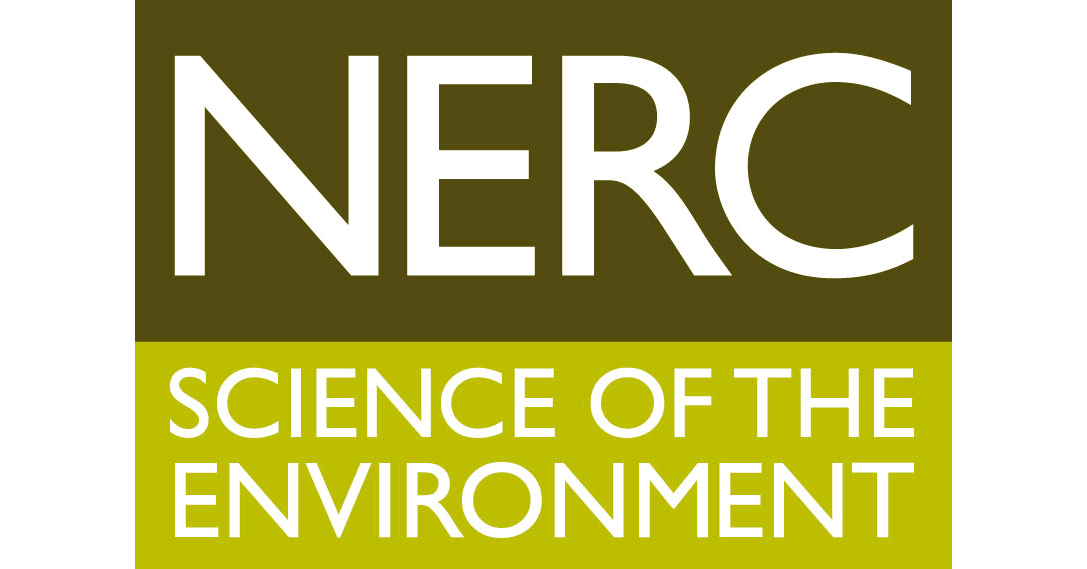 NERC
SCIENCE OF THE
ENVIRONMENT